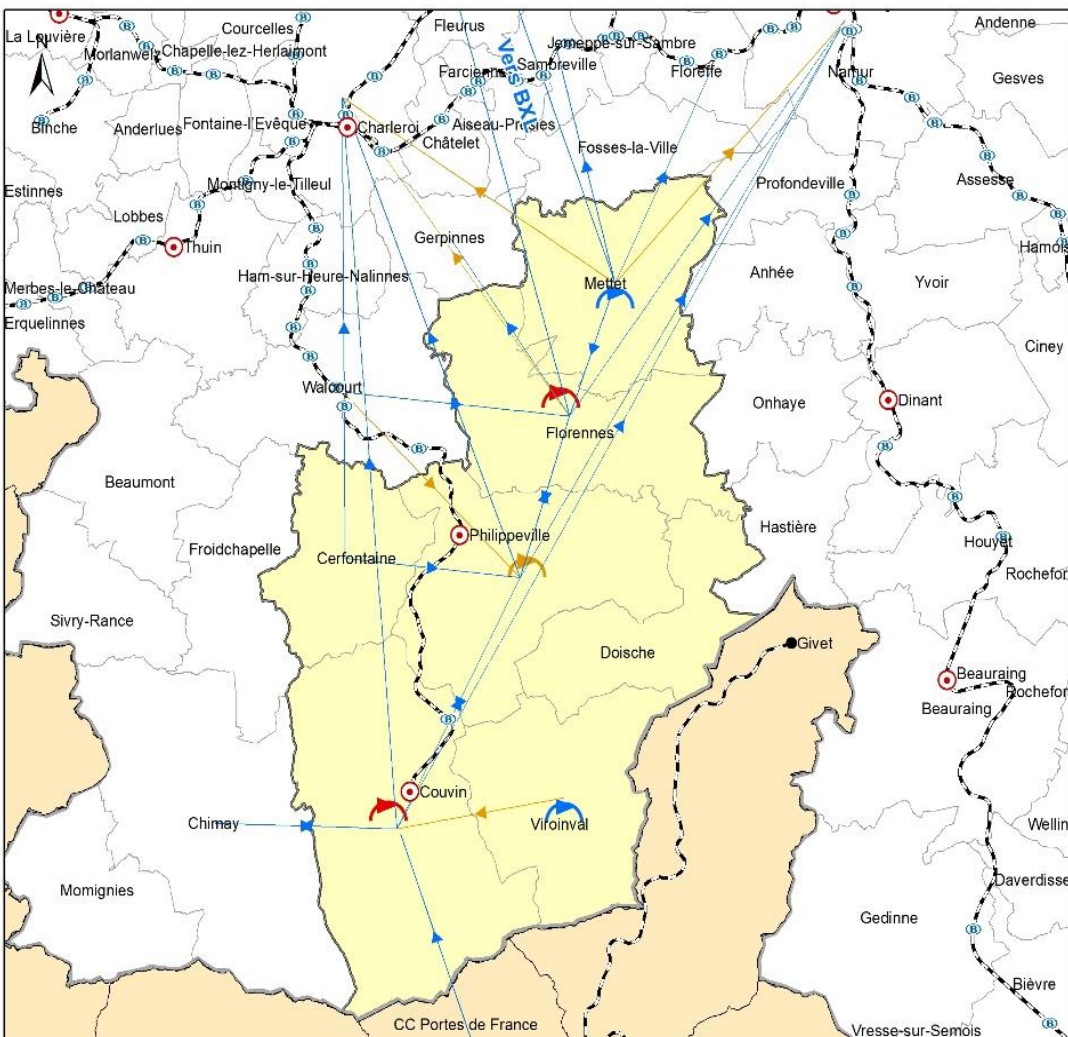 Courcelles
Fleurus
Andenne
La Louvière
Jemeppe-sur-Sambre
Morlanwelz
Chapelle-lez-Herlaimont
N
Farciennes
Sambreville
Floreffe
Namur
Gesves
Vers BXL
Binche
Anderlues
Fontaine-l'Evêque
Charleroi
Aiseau-Presles
Châtelet
Fosses-la-Ville
Estinnes
Montigny-le-Tilleul
Profondeville
Assesse
Lobbes
Thuin
Gerpinnes
Hamois
Merbes-le-Château
Ham-sur-Heure-Nalinnes
Mettet
Anhée
Yvoir
Erquelinnes
Ciney
Walcourt
Onhaye
Dinant
Florennes
Beaumont
Philippeville
Hastière
Froidchapelle
Cerfontaine
Houyet
Rochefor
Sivry-Rance
Doische
Givet
Beauraing
Rochefor
Beauraing
Couvin
Chimay
Viroinval
Wellin
Momignies
Daverdisse
Gedinne
Bièvre
CC Portes de France
Vresse-sur-Semois